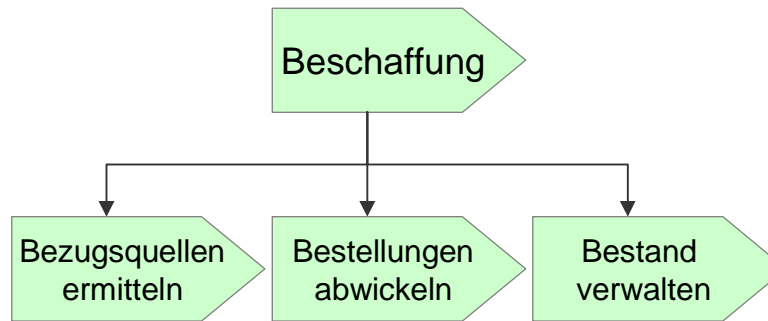 Beschaffung
Bezugsquellen
ermitteln
Bestellungen
abwickeln
Bestand
verwalten